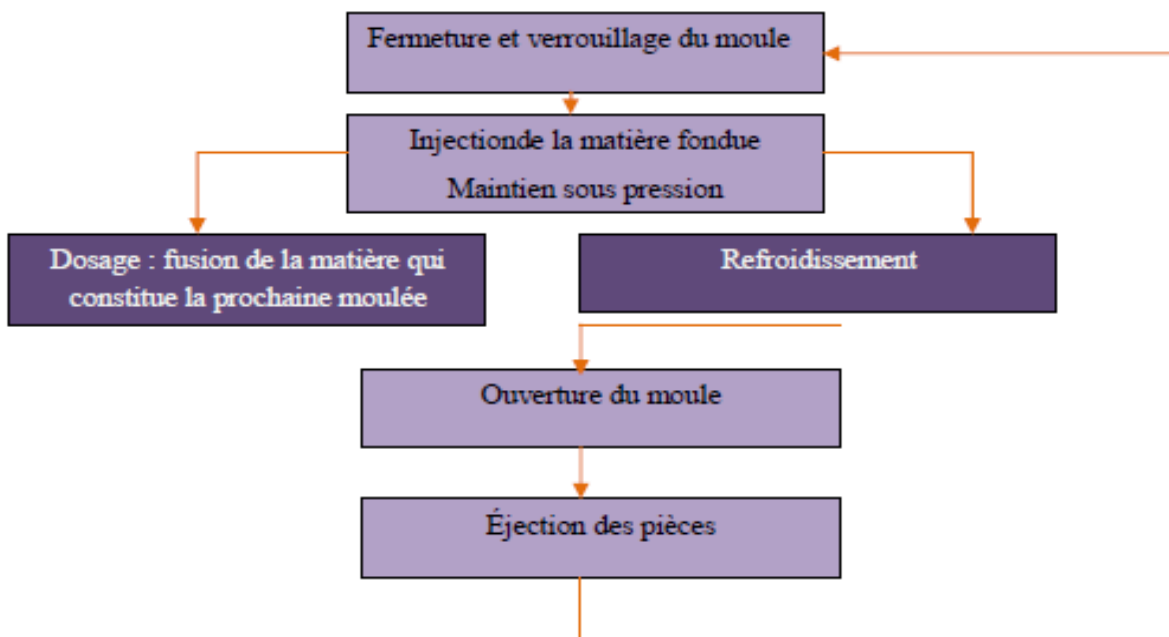 Fermeture et verrouillage du moule
Injectionde la matière fondue
Maintien sous pression
Dosage : fusion de la matière qui
constitue la prochaine moulée
Refroidissement
Ouverture du moule
Éjection des pièces